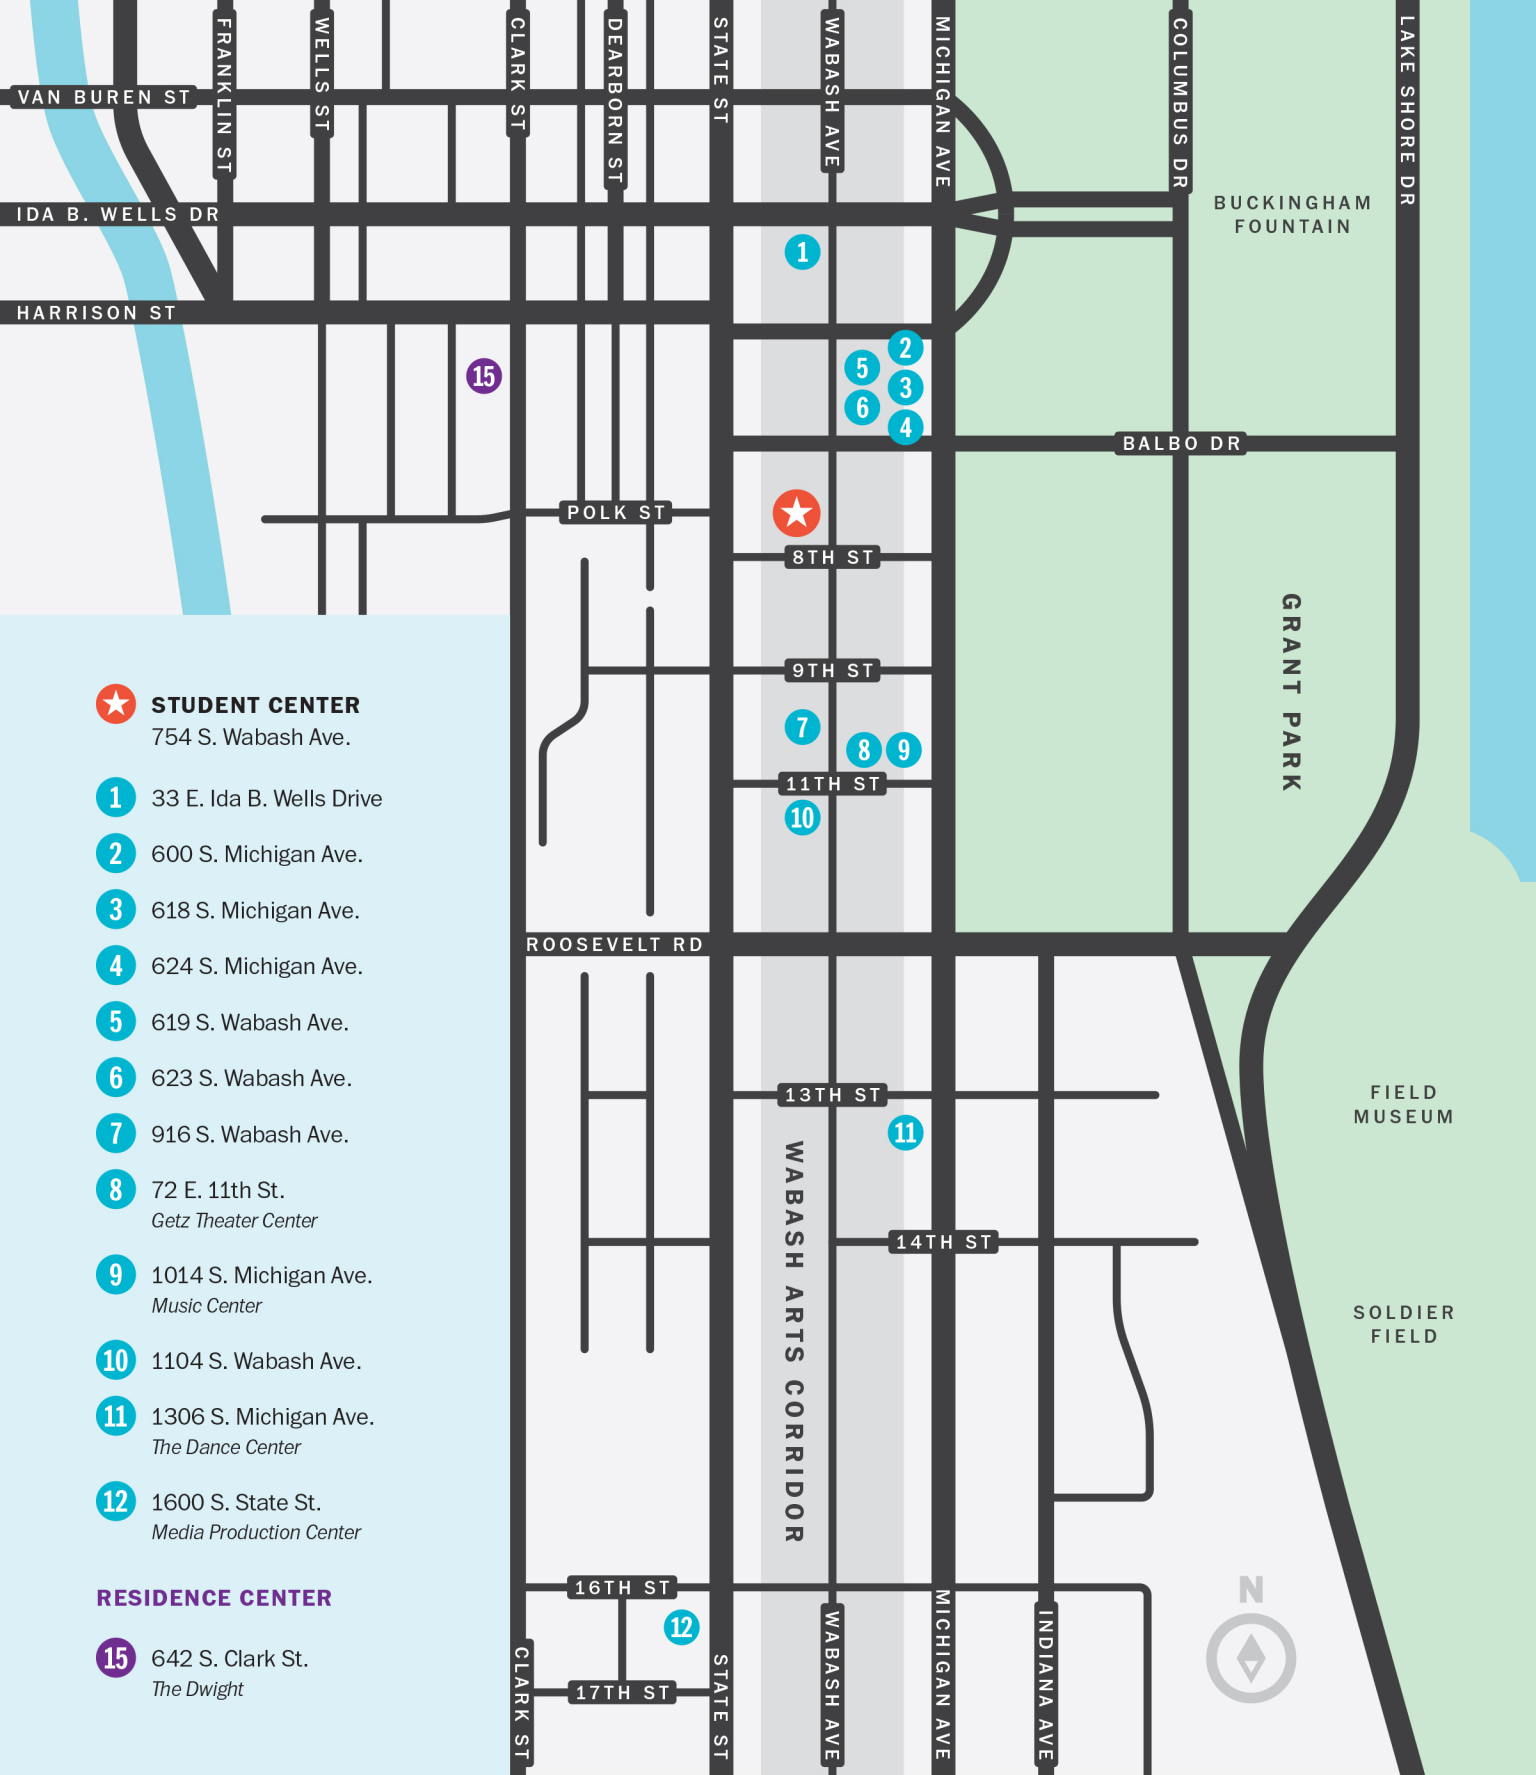 FRANKLIN ST
WELLS ST
CLARK ST
DEARBORN ST
STATE ST
WABASH AVE
MICHIGAN AVE
COLUMBUS DR
LAKE SHORE DR
VAN BUREN ST
IDA B. WELLS DR
BUCKINGHAM
FOUNTAIN
1
HARRISON ST
2
5
3
15
6
4
BALBO DR
POLK ST
8TH ST
GRANT PARK
9TH ST
7
8
9
11TH ST
10
ROOSEVELT RD
13TH ST
FIELD
MUSEUM
11
WABASH ARTS CORRIDOR
14TH ST
SOLDIER
FIELD
16TH ST
12
17TH ST
CLARK ST
STATE ST
WABASH AVE
MICHIGAN AVE
INDIANA AVE
N
STUDENT CENTER
754 S. Wabash Ave.
1 33 E. Ida B. Wells Drive
2 600 S. Michigan Ave.
3 618 S. Michigan Ave.
4 624 S. Michigan Ave.
5 619 S. Wabash Ave.
6 623 S. Wabash Ave.
7 916 S. Wabash Ave.
8 72 E. 11th St.
Getz Theater Center
9 1014 S. Michigan Ave.
Music Center
10 1104 S. Wabash Ave.
11 1306 S. Michigan Ave.
The Dance Center
12 1600 S. State St.
Media Production Center
RESIDENCE CENTER
15 642 S. Clark St.
The Dwight